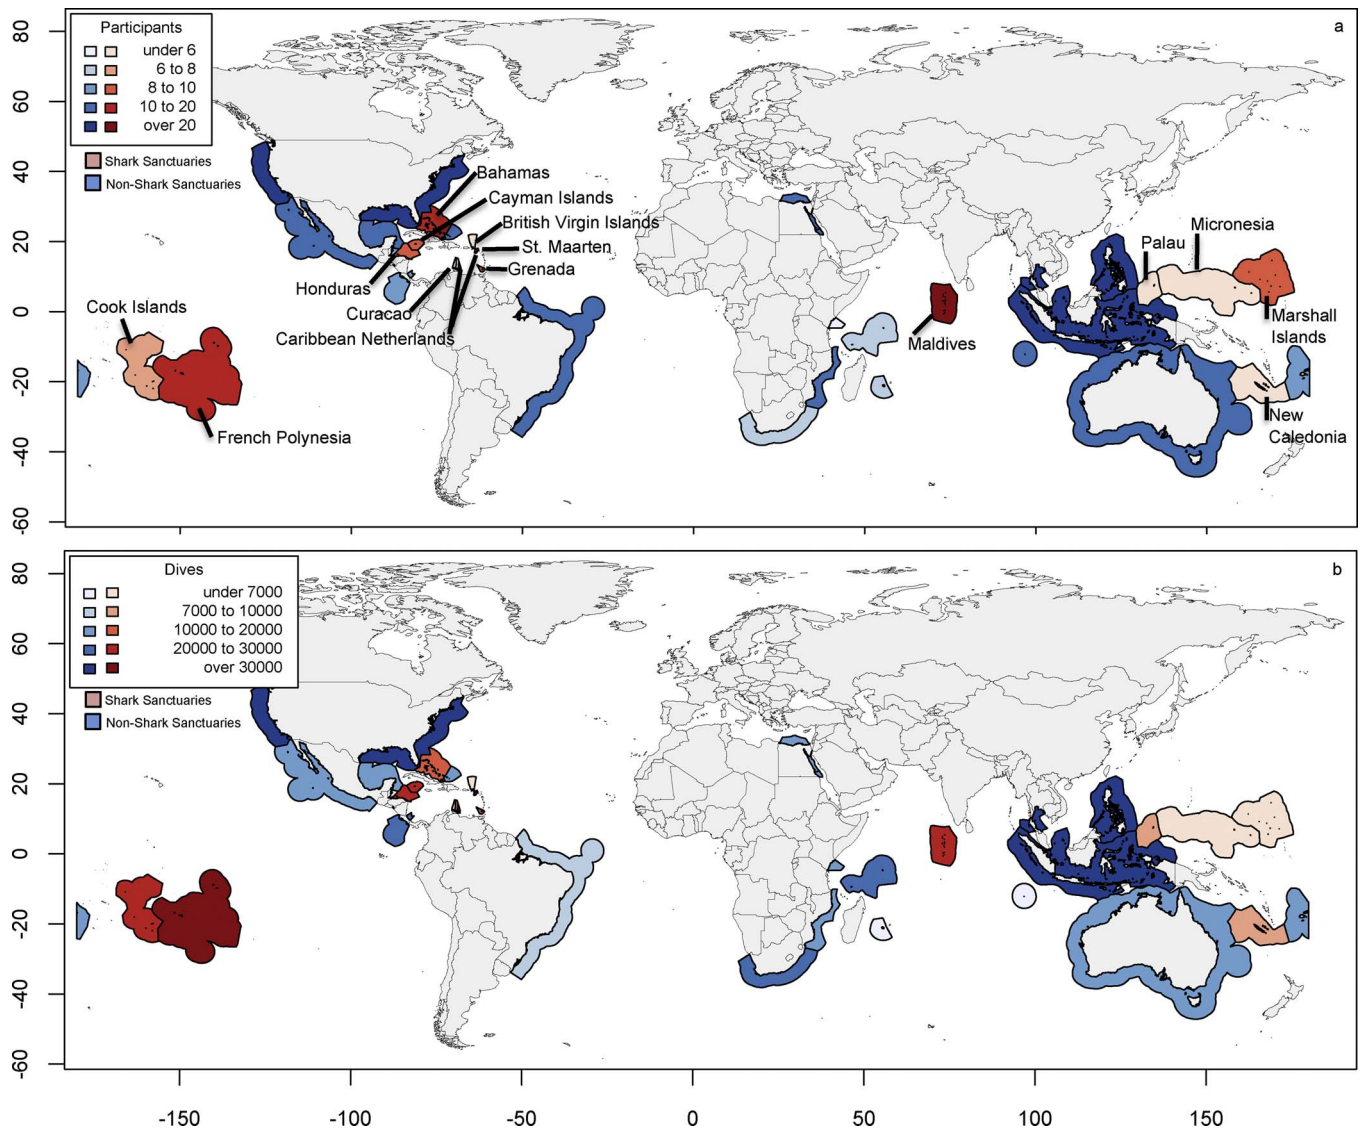 a
Participants
under 6
6 to 8
8 to 10
10 to 20
over 20
Shark Sanctuaries
Non-Shark Sanctuaries
80
60
40
20
0
-20
-40
-60
Bahamas
Cayman Islands
British Virgin Islands
St. Maarten
Grenada
Honduras
Curacao
Caribbean Netherlands
Cook Islands
French Polynesia
Maldives
Micronesia
Palau
Marshall
Islands
New
Caledonia
b
Dives
under 7000
7000 to 10000
10000 to 20000
20000 to 30000
over 30000
Shark Sanctuaries
Non-Shark Sanctuaries
80
60
40
20
0
-20
-40
-60
-150
-100
-50
0
50
100
150